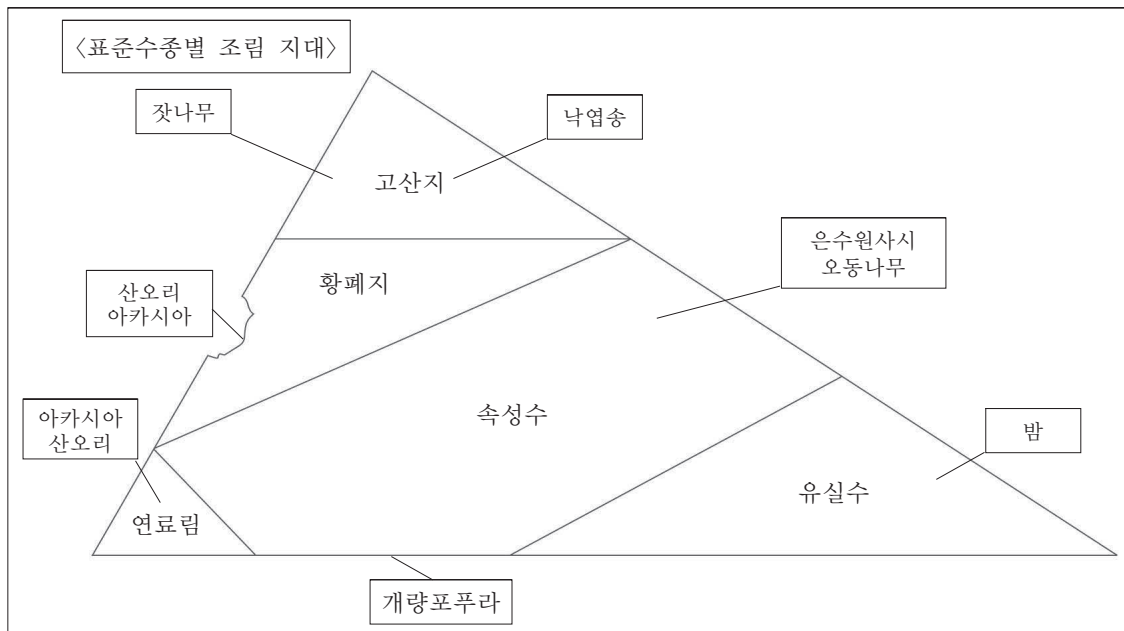 〈표준수종별 조림 지대〉
잣나무
낙엽송
고산지
은수원사시
오동나무
황폐지
산오리
아카시아
아카시아
산오리
속성수
밤
유실수
연료림
개량포푸라